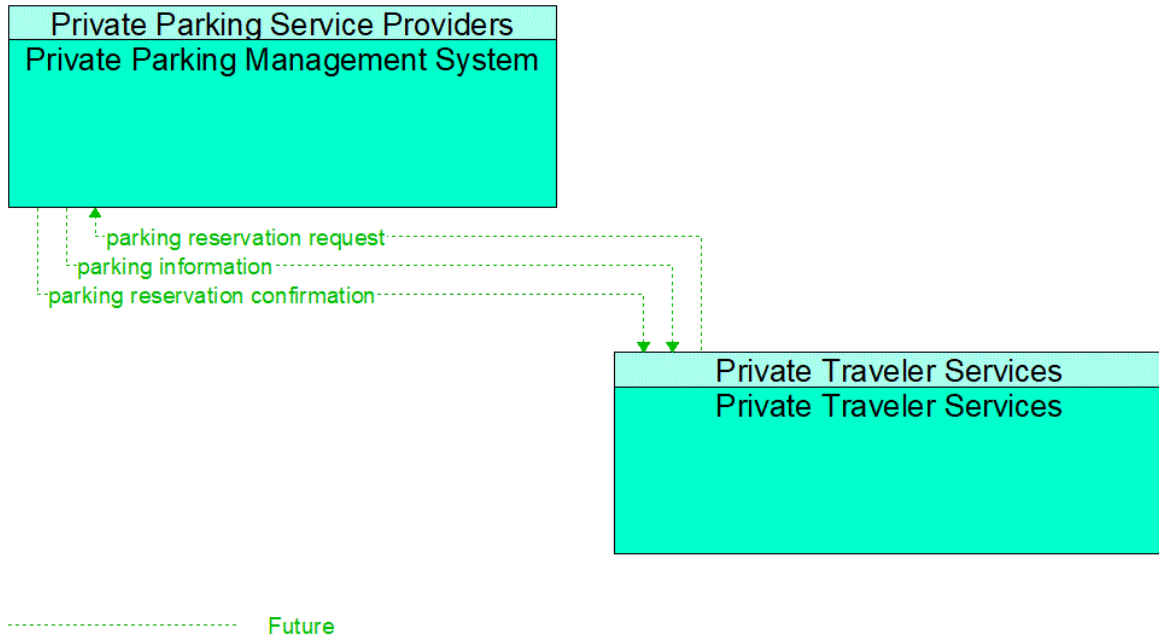 Private Parking Service Providers
Private Parking Management System
parking reservation request
parking information
parking reservation confirmation
Private Traveler Services
Private Traveler Services
Future